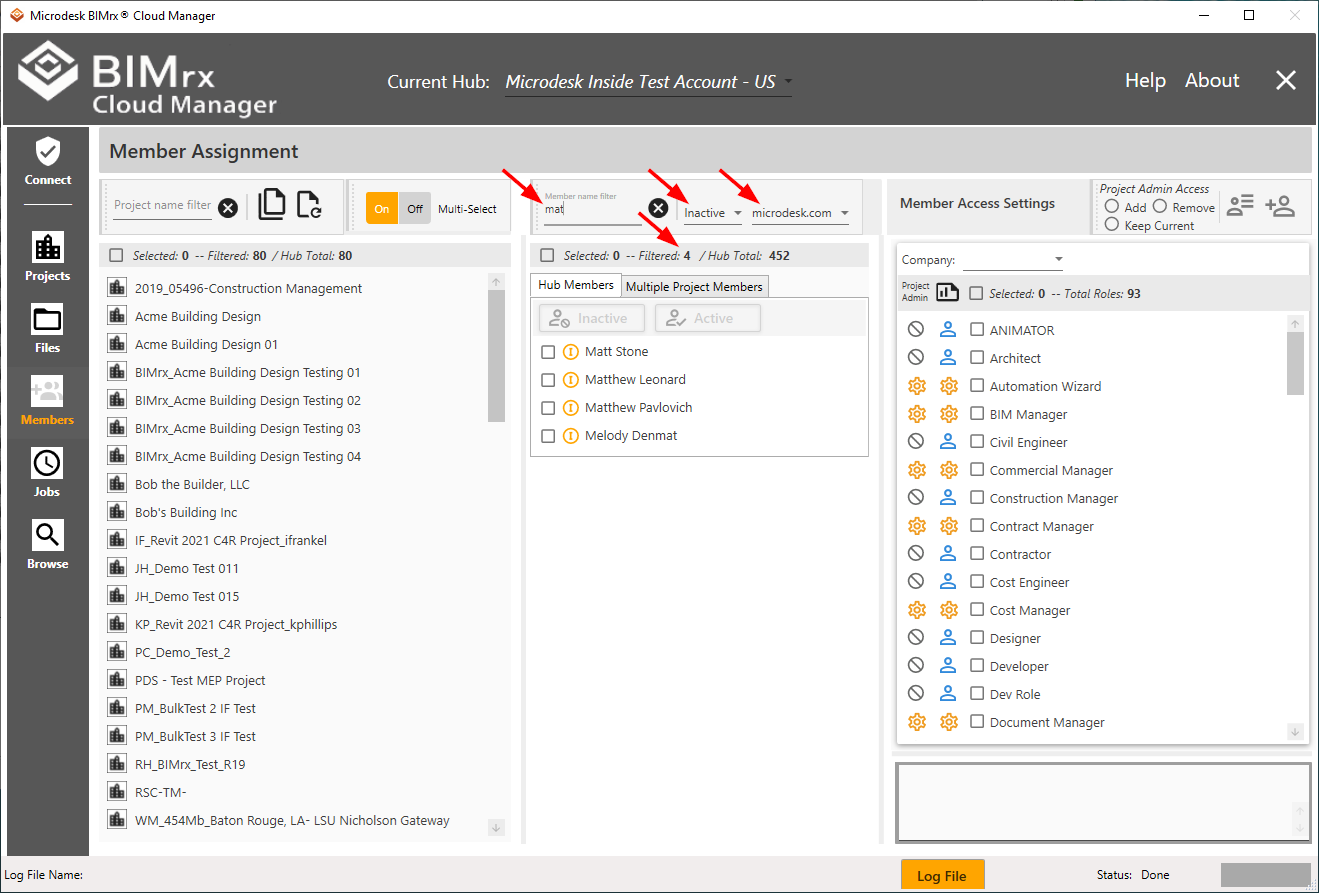 Microdesk BIMrx® Cloud Manager
BIMrx
Cloud Manager
Current Hub: Microdesk Inside Test Account - US
Help About
Connect
Projects
Files
Members
Jobs
Browse
Member Assignment
Project name filter
On Off Multi-Select
Member name filter
mat
Inactive microdesk.com
Member Access Settings
Project Admin Access
Add Remove
Keep Current
Selected: 0 -- Filtered: 80 / Hub Total: 80
2019_05496-Construction Management
Acme Building Design
Acme Building Design 01
BIMrx_Acme Building Design Testing 01
BIMrx_Acme Building Design Testing 02
BIMrx_Acme Building Design Testing 03
BIMrx_Acme Building Design Testing 04
Bob the Builder, LLC
Bob's Building Inc
IF_Revit 2021 C4R Project_ifrankel
JH_Demo Test 011
JH_Demo Test 015
KP_Revit 2021 C4R Project_kphillips
PC_Demo_Test_2
PDS - Test MEP Project
PM_BulkTest 2 IF Test
PM_BulkTest 3 IF Test
RH_BIMrx_Test_R19
RSC-TM-
WM_454Mb_Baton Rouge, LA- LSU Nicholson Gateway
Selected: 0 -- Filtered: 4 / Hub Total: 452
Hub Members Multiple Project Members
Inactive Active
Matt Stone
Matthew Leonard
Matthew Pavlovich
Melody Denmat
Company:
Project
Admin
Selected: 0 -- Total Roles: 93
ANIMATOR
Architect
Automation Wizard
BIM Manager
Civil Engineer
Commercial Manager
Construction Manager
Contract Manager
Contractor
Cost Engineer
Cost Manager
Designer
Developer
Dev Role
Document Manager
Log File Name:
Log File
Status: Done